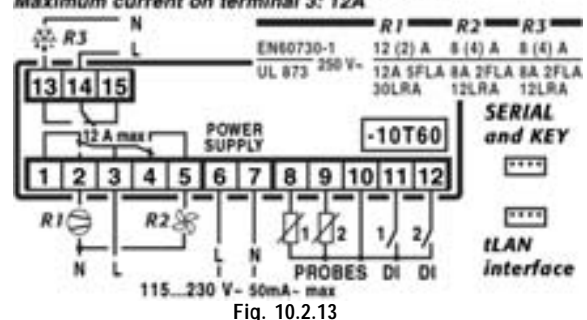 Maximum current on terminal 3: 12A
N
R3
L
R1 R2 R3
EN60730-1 12 (2) A 8 (4) A 8 (4) A
UL 873 250 V~ 12A 5FLA 8A 2FLA 8A 2FLA
30LRA 12LRA 12LRA
13 14 15
12 A max
POWER
SUPPLY
-10T60
SERIAL
and KEY
1 2 3 4 5 6 7 8 9 10 11 12
R1 R2 1 2 1 2
N L L N PROBES DI DI
tLAN
interface
115...230 V~ 50mA~ max
Fig. 10.2.13